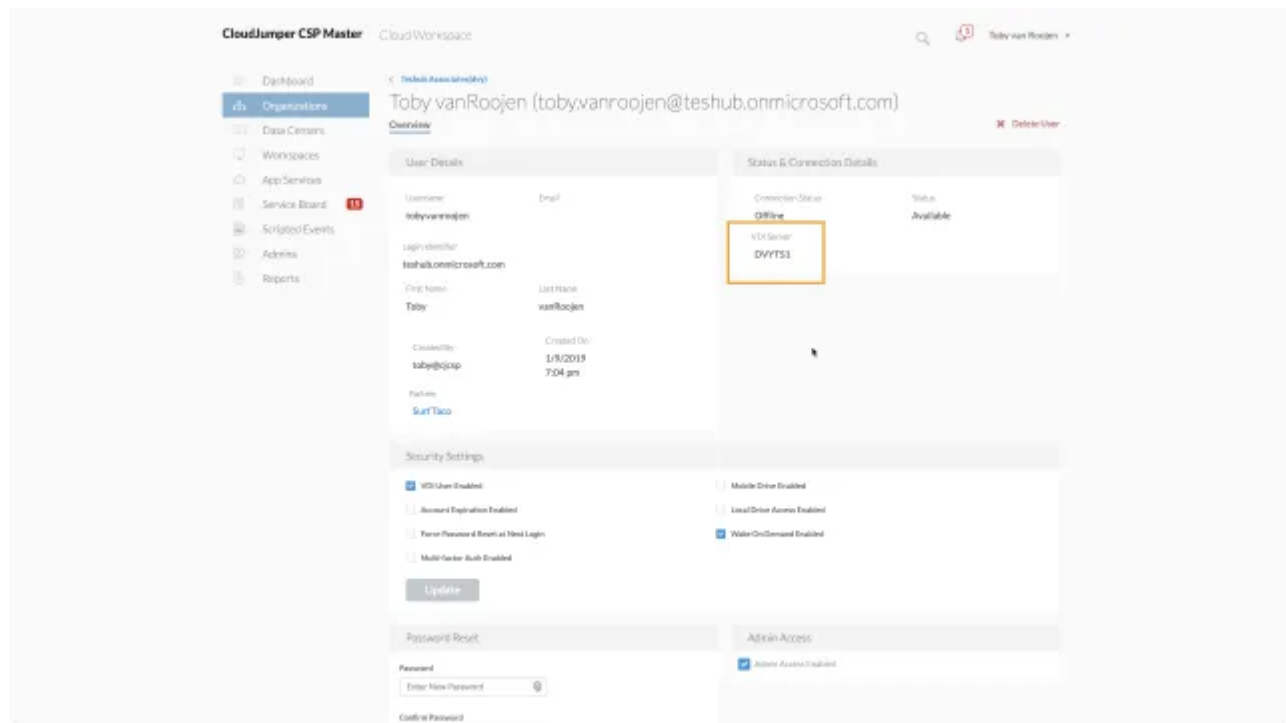 CloudJumper CSP Master Cloud Workspace
1 Toby van Roojen
Dashboard
Organizations
Data Centers
Workspaces
App Services
Service Board 15
Scripted Events
Admins
Reports
Teshub Associates(dvy)
Toby vanRoojen (toby.vanroojen@teshub.onmicrosoft.com)
Overview
Delete User
User Details
Username Email
tobyvanroojen
Login Identifier
teshub.onmicrosoft.com
First Name Last Name
Toby vanRoojen
Created By Created On
toby@cjcsp 1/9/2019
7:04 pm
Partner
SurfTaco
Status & Connection Details
Connection Status Status
Offline Available
VDI Server
DVYTS1
Security Settings
VDI User Enabled Mobile Drive Enabled
Account Expiration Enabled Local Drive Access Enabled
Force Password Reset at Next Login Wake On Demand Enabled
Multi-factor Auth Enabled
Update
Password Reset
Password
Enter New Password
Confirm Password
Admin Access
Admin Access Enabled